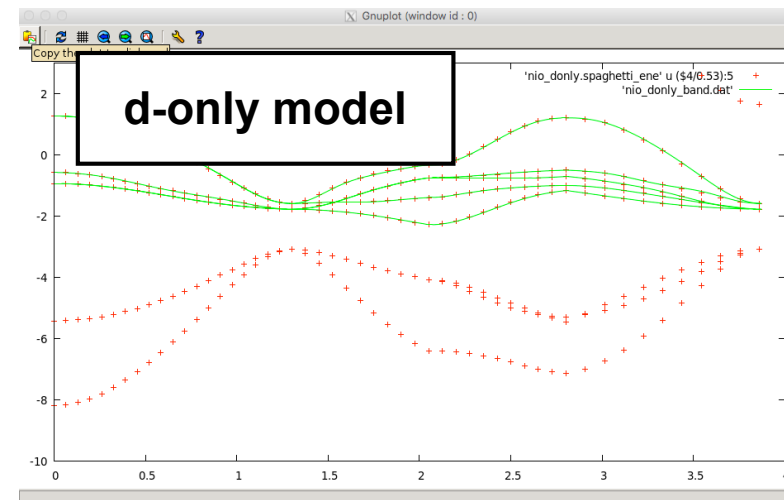 Gnuplot (window id : 0)
Copy the
d-only model
'nio_donly.spaghetti_ene' u ($4/0.53):5
'nio_donly_band.dat'
2
0
-2
-4
-6
-8
-10
0 0.5 1 1.5 2 2.5 3 3.5